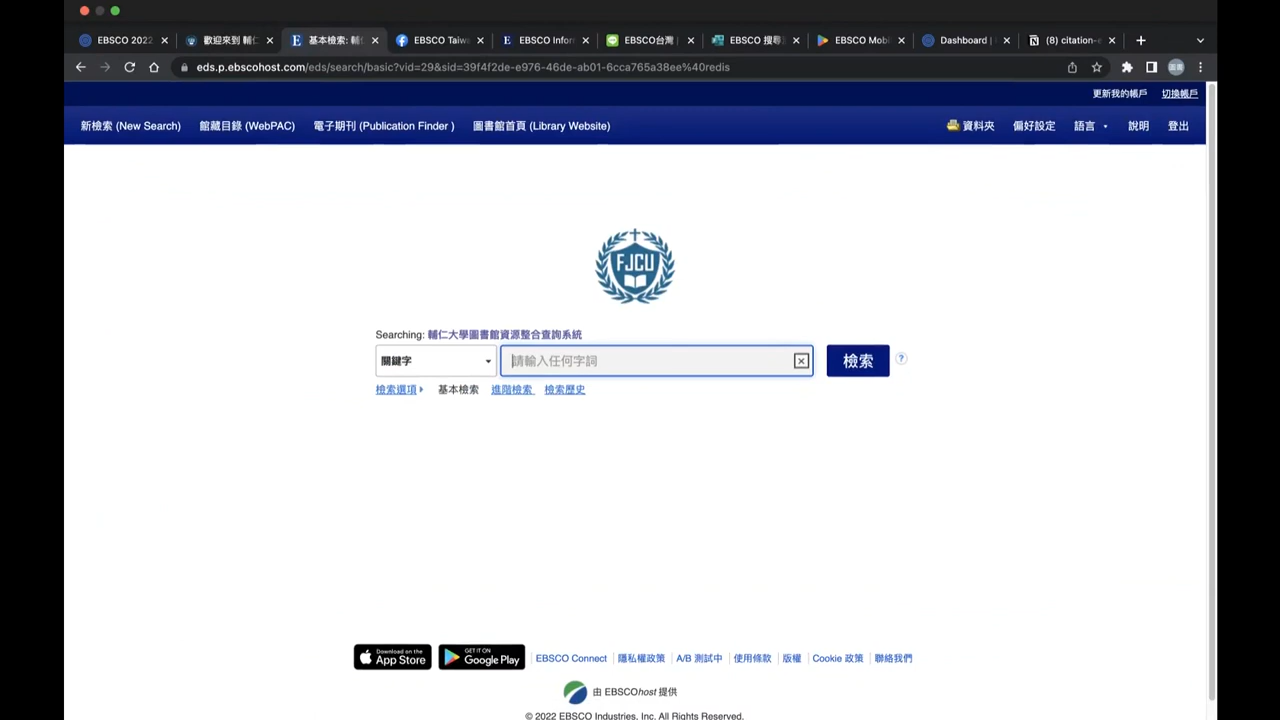 EBSCO 2022
歡迎來到 輔仁
基本檢索: 輔仁
EBSCO Taiw
EBSCO Infor
EBSCO台灣
EBSCO 搜尋
EBSCO Mobi
Dashboard |
(8) citation-e
eds.p.ebscohost.com/eds/search/basic?vid=29&sid=39f4f2de-e976-46de-ab01-6cca765a38ee%40redis
更新我的帳戶 切換帳戶
新檢索 (New Search) 館藏目錄 (WebPAC) 電子期刊 (Publication Finder ) 圖書館首頁 (Library Website) 資料夾 偏好設定 語言 說明 登出
FJCU
Searching: 輔仁大學圖書館資源整合查詢系統
關鍵字 請輸入任何字詞 檢索 ?
檢索選項 基本檢索 進階檢索 檢索歷史
Download on the App Store
GET IT ON Google Play
EBSCO Connect 隱私權政策 A/B 測試中 使用條款 版權 Cookie 政策 聯絡我們
由 EBSCOhost 提供
© 2022 EBSCO Industries, Inc. All Rights Reserved.